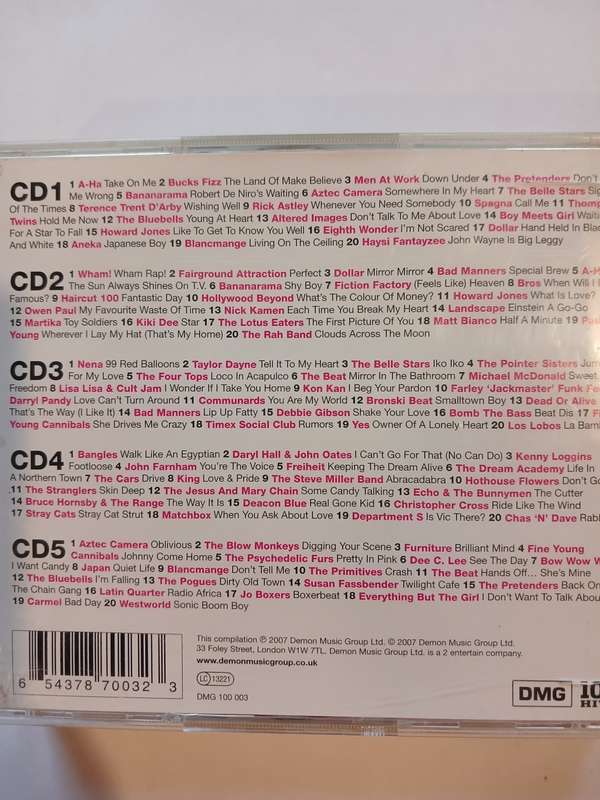 CD1 1 A-Ha Take On Me 2 Bucks Fizz The Land Of Make Believe 3 Men At Work Down Under 4 The Pretenders Don't
Me Wrong 5 Bananarama Robert De Niro's Waiting 6 Aztec Camera Somewhere In My Heart 7 The Belle Stars
Of The Times 8 Terence Trent D'Arby Wishing Well 9 Rick Astley Whenever You Need Somebody 10 Spagna Call Me 11
Twins Hold Me Now 12 The Bluebells Young At Heart 13 Altered Images Don't Talk To Me About Love 14 Boy Meets Girl
For A Star To Fall 15 Howard Jones Like To Get To Know You Well 16 Eighth Wonder I'm Not Scared 17 Dollar Hand Held In
And White 18 Aneka Japanese Boy 19 Blancmange Living On The Ceiling 20 Haysi Fantayzee John Wayne Is Big Leggy
CD2 1 Wham! Wham Rap! 2 Fairground Attraction Perfect 3 Dollar Mirror Mirror 4 Bad Manners Special Brew 5
The Sun Always Shines On T.V. 6 Bananarama Shy Boy 7 Fiction Factory (Feels Like) Heaven 8 Bros When Will I
Famous? 9 Haircut 100 Fantastic Day 10 Hollywood Beyond What's The Colour Of Money? 11 Howard Jones What Is Love?
12 Owen Paul My Favourite Waste Of Time 13 Nick Kamen Each Time You Break My Heart 14 Landscape Einstein A Go-Go
15 Martika Toy Soldiers 16 Kiki Dee Star 17 The Lotus Eaters The First Picture Of You 18 Matt Bianco Half A Minute 19
Young Wherever I Lay My Hat (That's My Home) 20 The Rah Band Clouds Across The Moon
CD3 1 Nena 99 Red Balloons 2 Taylor Dayne Tell It To My Heart 3 The Belle Stars Iko Iko 4 The Pointer Sisters
For My Love 5 The Four Tops Loco In Acapulco 6 The Beat Mirror In The Bathroom 7 Michael McDonald Sweet
Freedom 8 Lisa Lisa & Cult Jam I Wonder If I Take You Home 9 Kon Kan I Beg Your Pardon 10 Farley 'Jackmaster' Funk
Darryl Pandy Love Can't Turn Around 11 Communards You Are My World 12 Bronski Beat Smalltown Boy 13 Dead Or Alive
That's The Way (I Like It) 14 Bad Manners Lip Up Fatty 15 Debbie Gibson Shake Your Love 16 Bomb The Bass Beat Dis 17
Young Cannibals She Drives Me Crazy 18 Timex Social Club Rumors 19 Yes Owner Of A Lonely Heart 20 Los Lobos La
CD4 1 Bangles Walk Like An Egyptian 2 Daryl Hall & John Oates I Can't Go For That (No Can Do) 3 Kenny Loggins
Footloose 4 John Farnham You're The Voice 5 Freiheit Keeping The Dream Alive 6 The Dream Academy Life In
A Northern Town 7 The Cars Drive 8 King Love & Pride 9 The Steve Miller Band Abracadabra 10 Hothouse Flowers Don't
11 The Stranglers Skin Deep 12 The Jesus And Mary Chain Some Candy Talking 13 Echo & The Bunnymen The Cutter
14 Bruce Hornsby & The Range The Way It Is 15 Deacon Blue Real Gone Kid 16 Christopher Cross Ride Like The Wind
17 Stray Cats Stray Cat Strut 18 Matchbox When You Ask About Love 19 Department S Is Vic There? 20 Chas 'N' Dave
CD5 1 Aztec Camera Oblivious 2 The Blow Monkeys Digging Your Scene 3 Furniture Brilliant Mind 4 Fine Young
Cannibals Johnny Come Home 5 The Psychedelic Furs Pretty In Pink 6 Dee C. Lee See The Day 7 Bow Wow
I Want Candy 8 Japan Quiet Life 9 Blancmange Don't Tell Me 10 The Primitives Crash 11 The Beat Hands Off... She's Mine
12 The Bluebells I'm Falling 13 The Pogues Dirty Old Town 14 Susan Fassbender Twilight Cafe 15 The Pretenders Back On
The Chain Gang 16 Latin Quarter Radio Africa 17 Jo Boxers Boxerbeat 18 Everything But The Girl I Don't Want To Talk About
19 Carmel Bad Day 20 Westworld Sonic Boom Boy
This compilation ℗ 2007 Demon Music Group Ltd. © 2007 Demon Music Group Ltd.
33 Foley Street, London W1W 7TL. Demon Music Group Ltd. is a 2 entertain company.
www.demonmusicgroup.co.uk
LC 13221
DMG 100 003
6 54378 70032 3
DMG